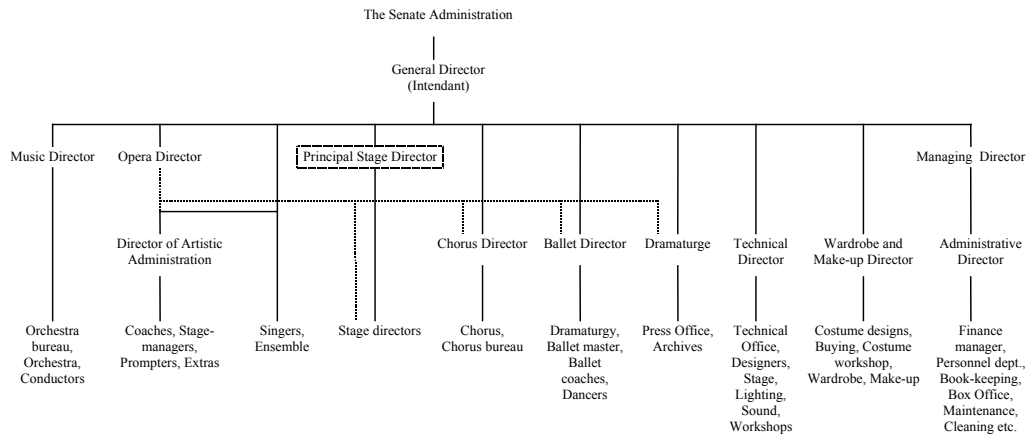 The Senate Administration
General Director
(Intendant)
Music Director
Opera Director
Principal Stage Director
Managing Director
Director of Artistic
Administration
Chorus Director
Ballet Director
Dramaturge
Technical
Director
Wardrobe and
Make-up Director
Administrative
Director
Orchestra
bureau,
Orchestra,
Conductors
Coaches, Stage-
managers,
Prompters, Extras
Singers,
Ensemble
Stage directors
Chorus,
Chorus bureau
Dramaturgy,
Ballet master,
Ballet
coaches,
Dancers
Press Office,
Archives
Technical
Office,
Designers,
Stage,
Lighting,
Sound,
Workshops
Costume designs,
Buying, Costume
workshop,
Wardrobe, Make-up
Finance
manager,
Personnel dept.,
Book-keeping,
Box Office,
Maintenance,
Cleaning etc.